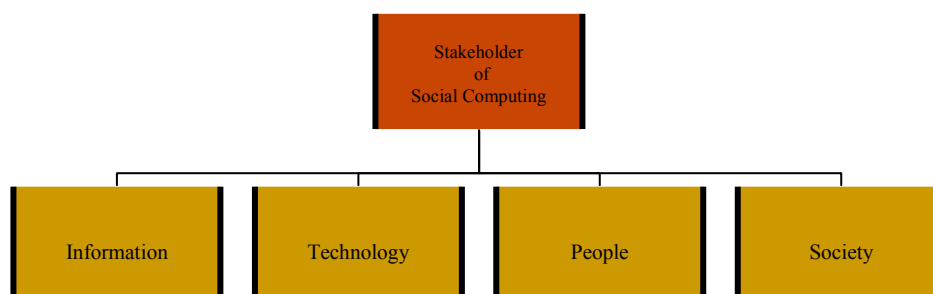 Stakeholder
of
Social Computing
Information
Technology
People
Society